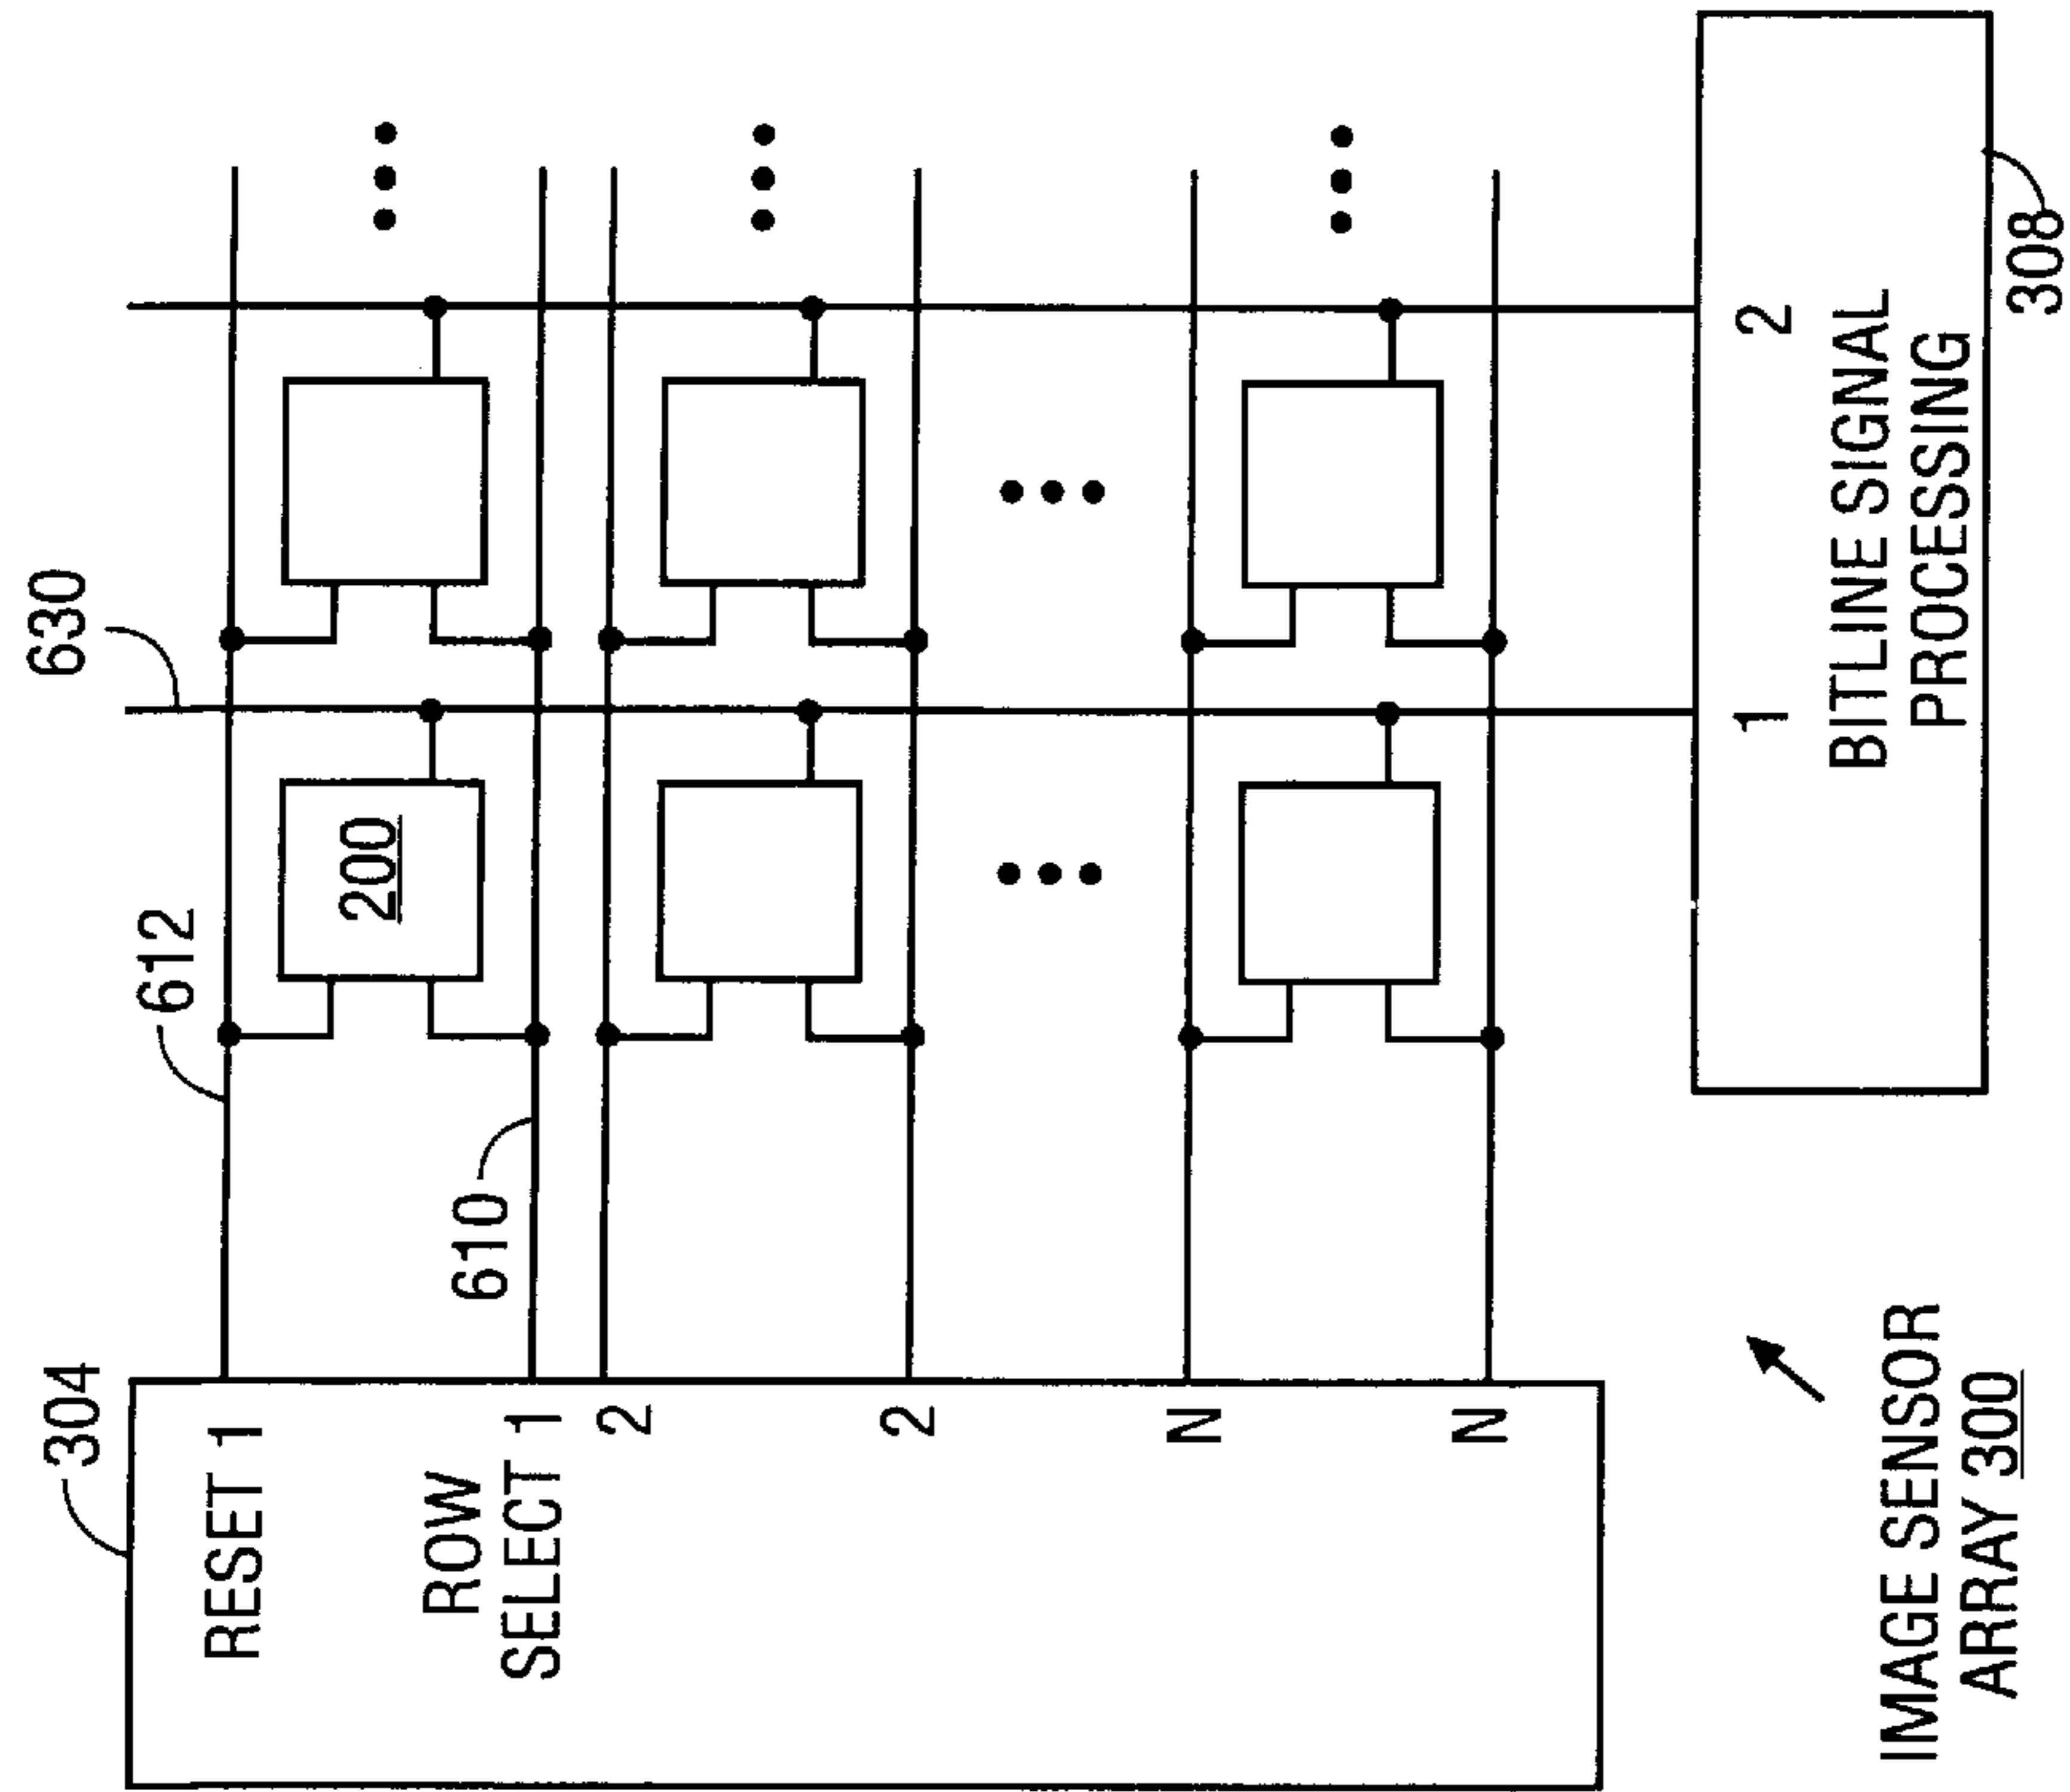 304
612
630
RESET 1
200
610
ROW
SELECT 1
2
2
N
N
1
2
BITLINE SIGNAL
PROCESSING
308
IMAGE SENSOR
ARRAY 300